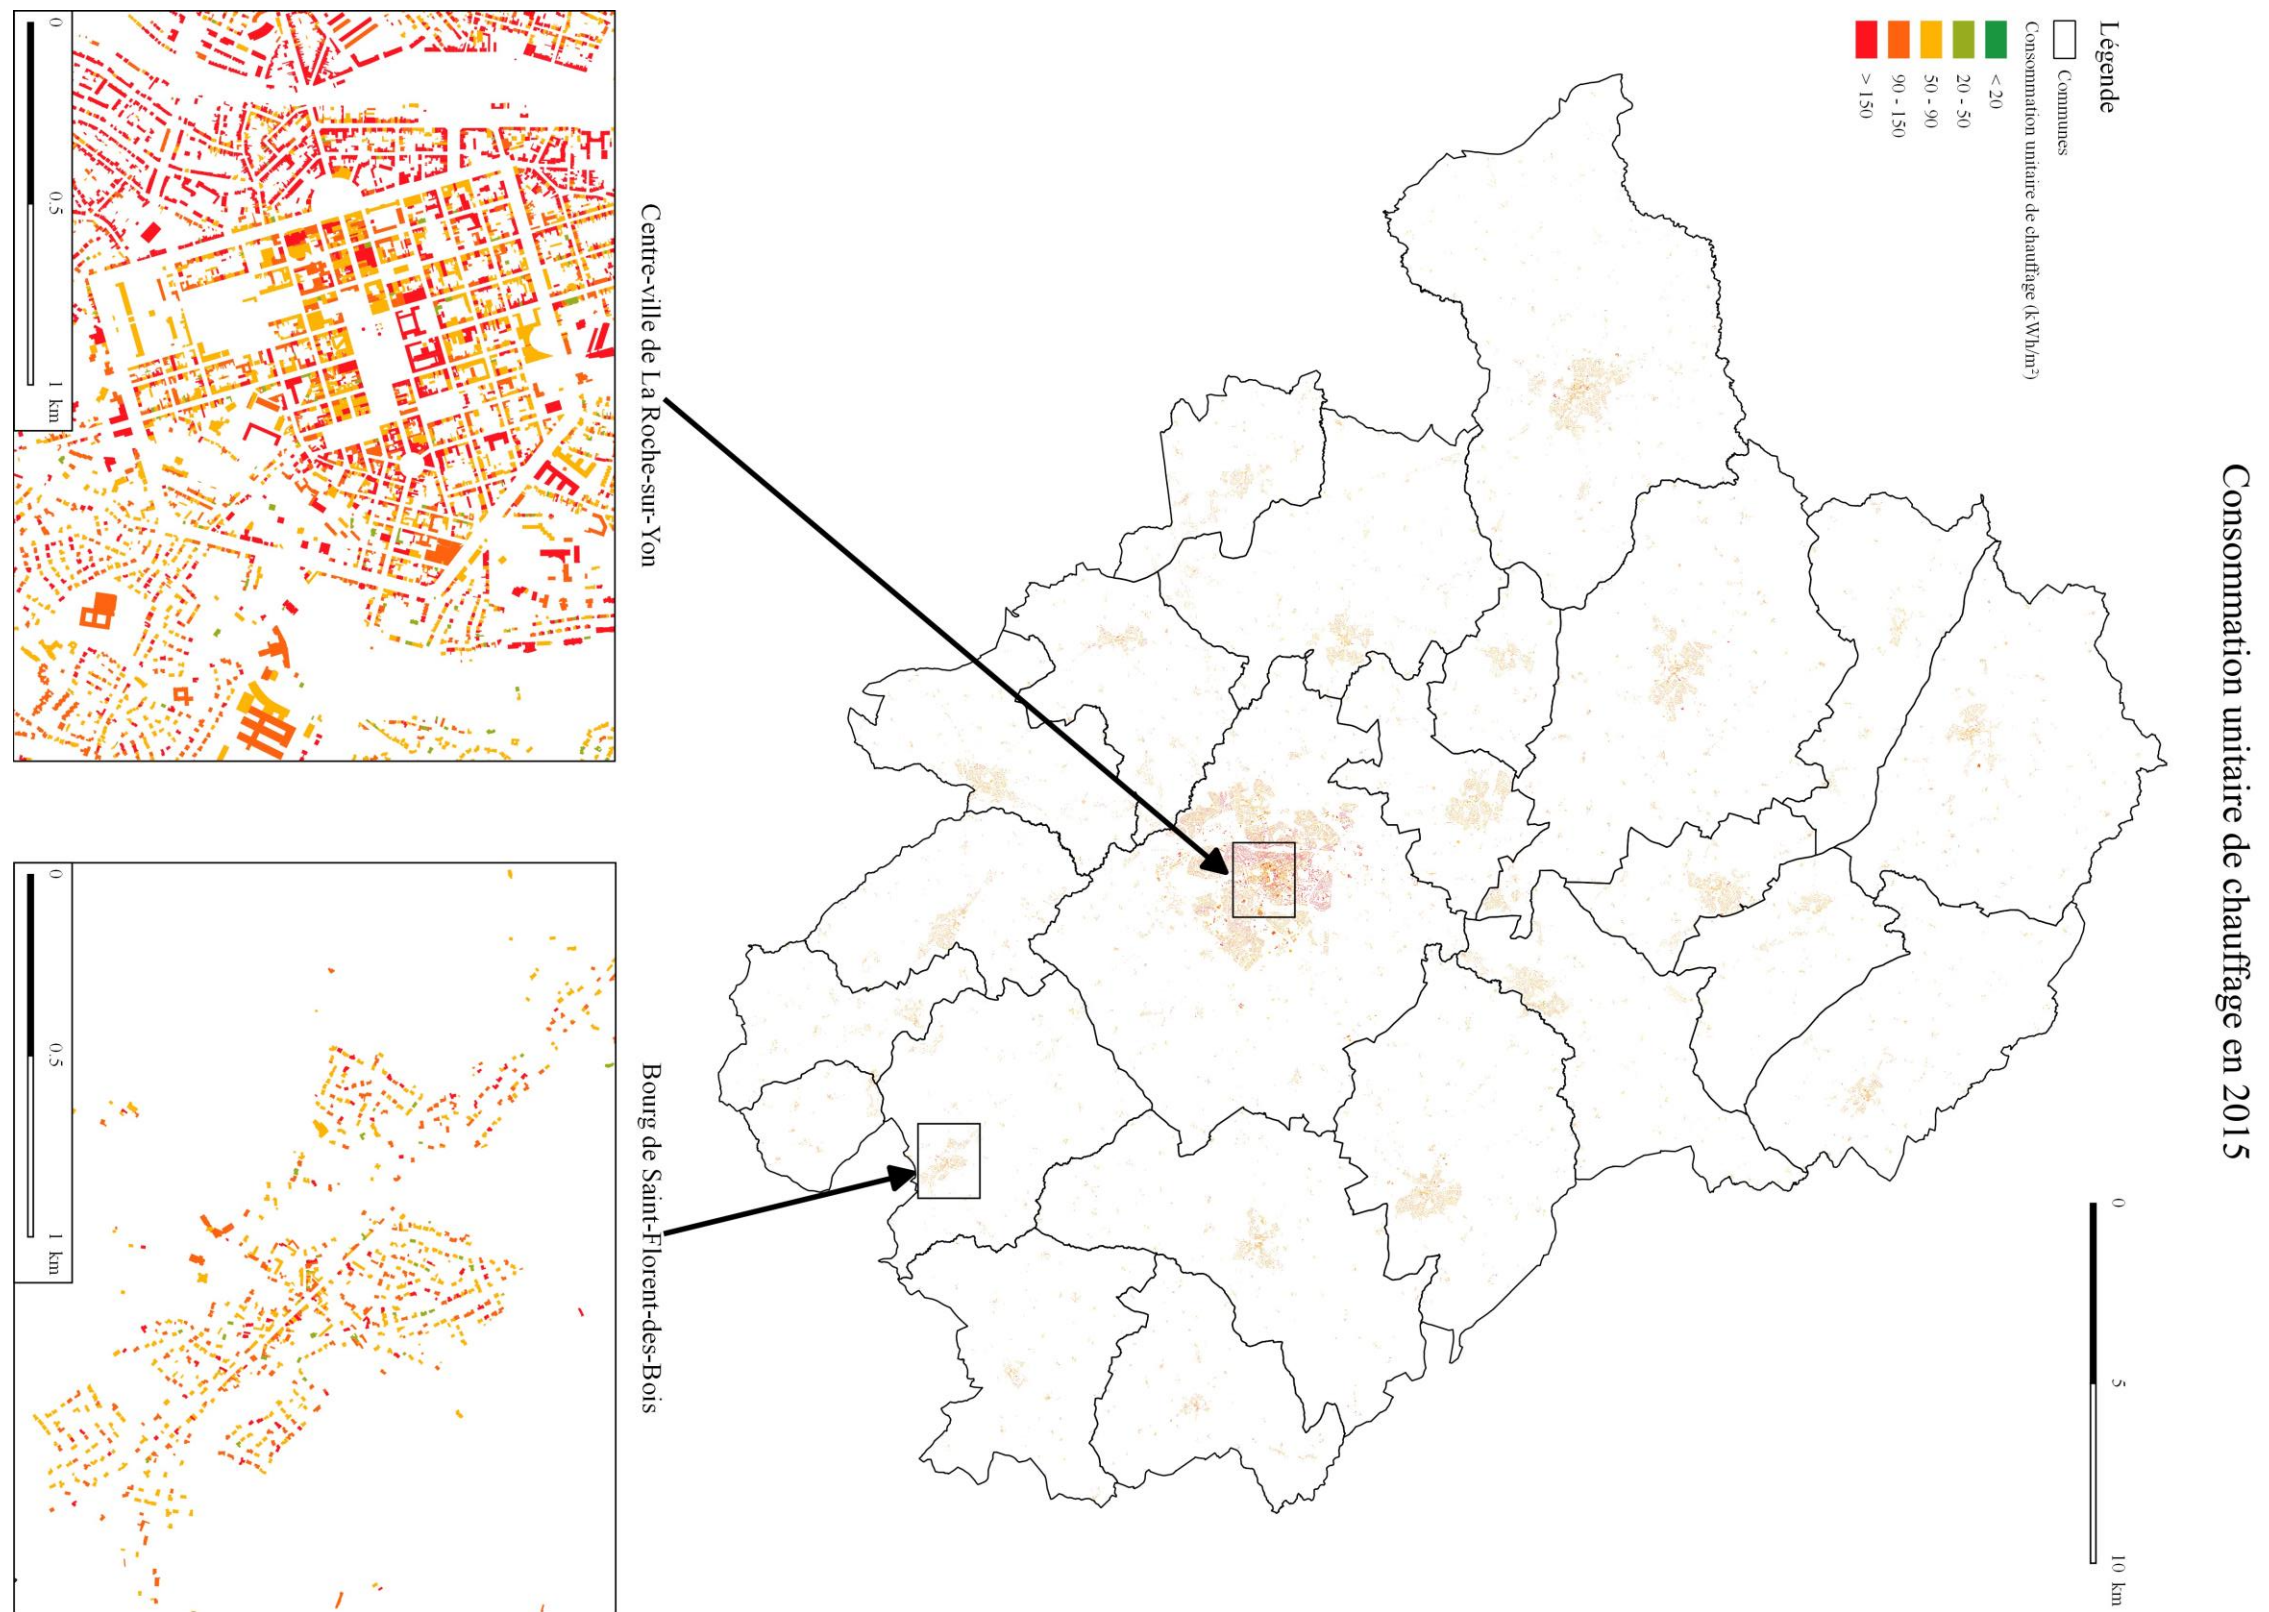 Consommation unitaire de chauffage en 2015
Légende
Communes
Consommation unitaire de chauffage (kWh/m²)
< 20
20 - 50
50 - 90
90 - 150
> 150
0 5 10 km
Centre-ville de La Roche-sur-Yon
Bourg de Saint-Florent-des-Bois
0 0.5 1 km
0 0.5 1 km